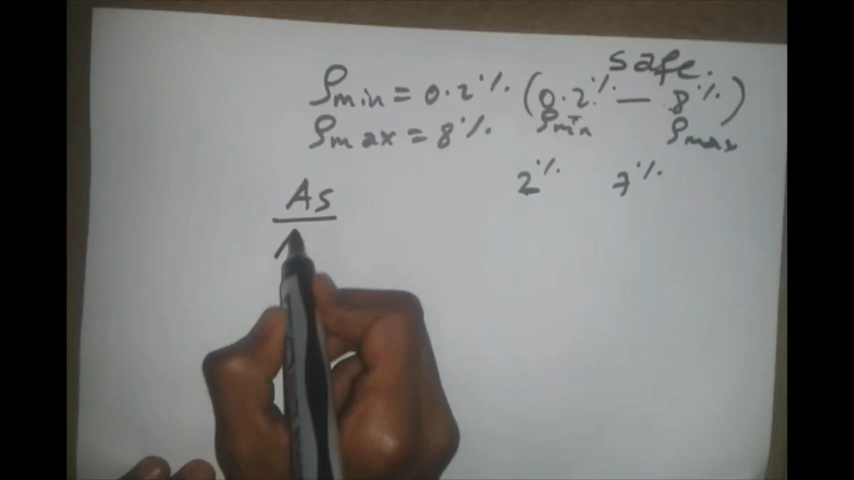 safe.
ρmin = 0.2% (0.2% — 8%)
ρmax = 8% ρmin ρmax
2% 7%
As